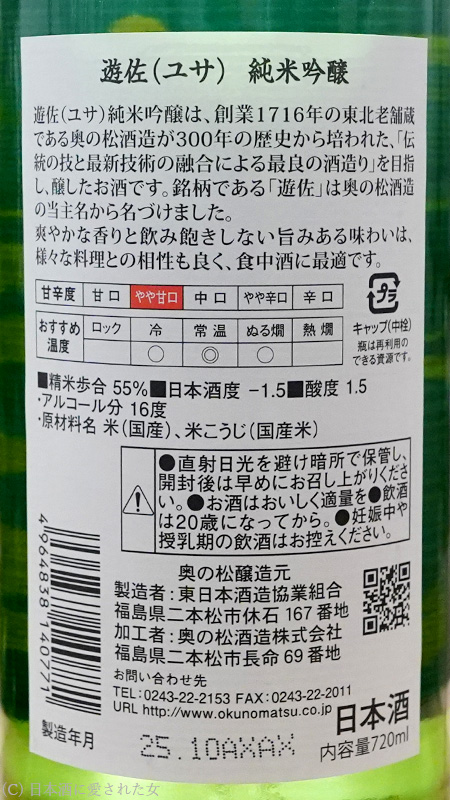 遊佐(ユサ) 純米吟醸
遊佐(ユサ)純米吟醸は、創業1716年の東北老舗蔵
である奥の松酒造が300年の歴史から培われた、「伝
統の技と最新技術の融合による最良の酒造り」を目指
し、醸したお酒です。銘柄である「遊佐」は奥の松酒造
の当主名から名づけました。
爽やかな香りと飲み飽きしない旨みある味わいは、
様々な料理との相性も良く、食中酒に最適です。
甘辛度 甘口 やや甘口 中口 やや辛口 辛口
おすすめ温度 ロック 冷 常温 ぬる燗 熱燗
○ ◎ ○
プラ
キャップ(中栓)
瓶は再利用の
できる資源です。
■精米歩合 55%■日本酒度 −1.5■酸度 1.5
・アルコール分 16度
・原材料名 米(国産)、米こうじ(国産米)
●直射日光を避け暗所で保管し、
開封後は早めにお召し上がりくださ
い。●お酒はおいしく適量を●飲酒
は20歳になってから。●妊娠中や
授乳期の飲酒はお控えください。
奥の松醸造元
製造者:東日本酒造協業組合
福島県二本松市休石167番地
加工者:奥の松酒造株式会社
福島県二本松市長命69番地
お問い合わせ先
TEL:0243-22-2153 FAX:0243-22-2011
URL http://www.okunomatsu.co.jp/
日本酒
内容量720ml
製造年月 25.10AXAX
4964838140771
(C) 日本酒に愛された女